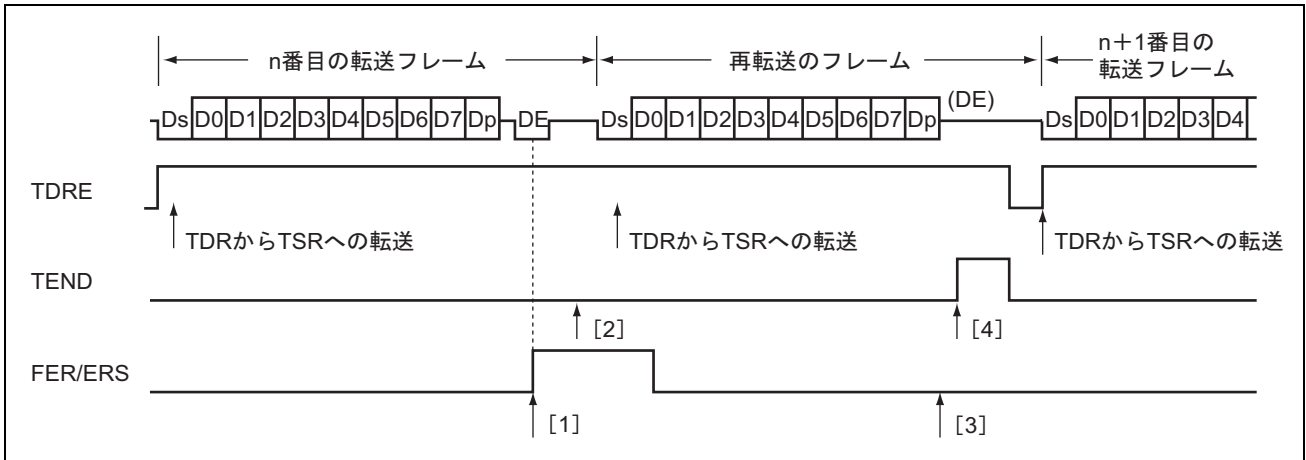 n番目の転送フレーム
再転送のフレーム
n+1番目の
転送フレーム
Ds D0 D1 D2 D3 D4 D5 D6 D7 Dp DE Ds D0 D1 D2 D3 D4 D5 D6 D7 Dp (DE) Ds D0 D1 D2 D3 D4
TDRE
TDRからTSRへの転送 TDRからTSRへの転送 TDRからTSRへの転送
TEND
[2] [4]
FER/ERS
[1] [3]